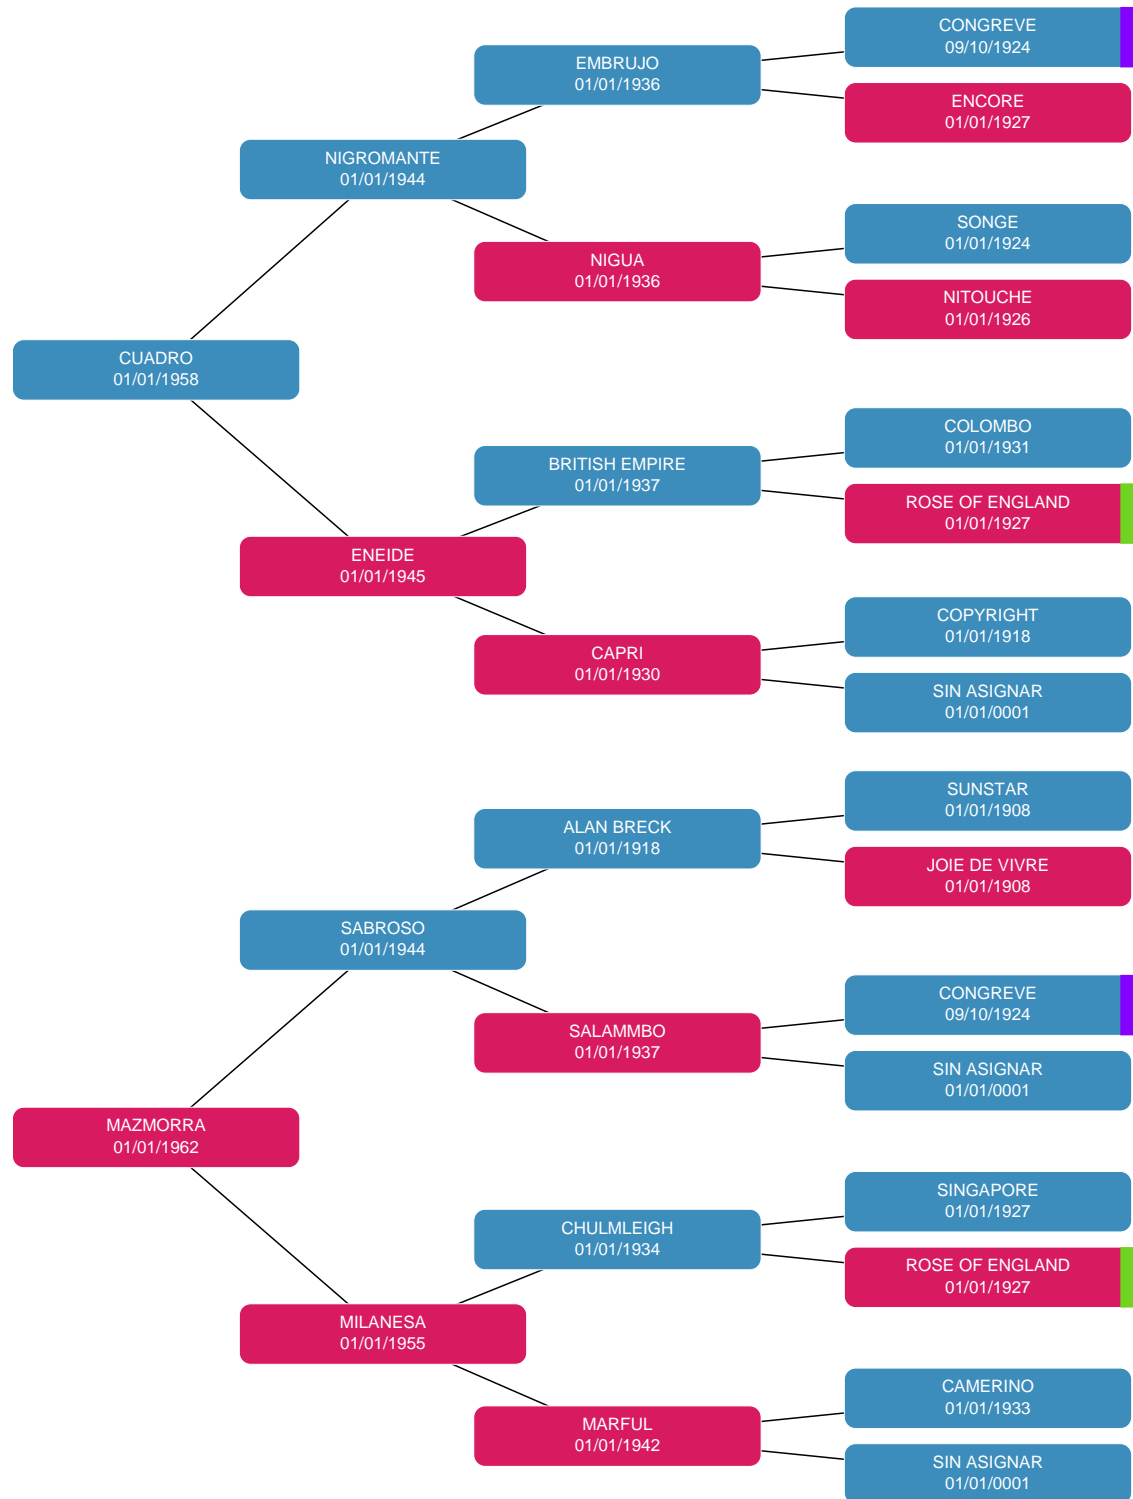 CONGREVE
09/10/1924
EMBRUJO
01/01/1936
ENCORE
01/01/1927
NIGROMANTE
01/01/1944
SONGE
01/01/1924
NIGUA
01/01/1936
NITOUCHE
01/01/1926
CUADRO
01/01/1958
COLOMBO
01/01/1931
BRITISH EMPIRE
01/01/1937
ROSE OF ENGLAND
01/01/1927
ENEIDE
01/01/1945
COPYRIGHT
01/01/1918
CAPRI
01/01/1930
SIN ASIGNAR
01/01/0001
SUNSTAR
01/01/1908
ALAN BRECK
01/01/1918
JOIE DE VIVRE
01/01/1908
SABROSO
01/01/1944
CONGREVE
09/10/1924
SALAMMBO
01/01/1937
SIN ASIGNAR
01/01/0001
MAZMORRA
01/01/1962
SINGAPORE
01/01/1927
CHULMLEIGH
01/01/1934
ROSE OF ENGLAND
01/01/1927
MILANESA
01/01/1955
CAMERINO
01/01/1933
MARFUL
01/01/1942
SIN ASIGNAR
01/01/0001